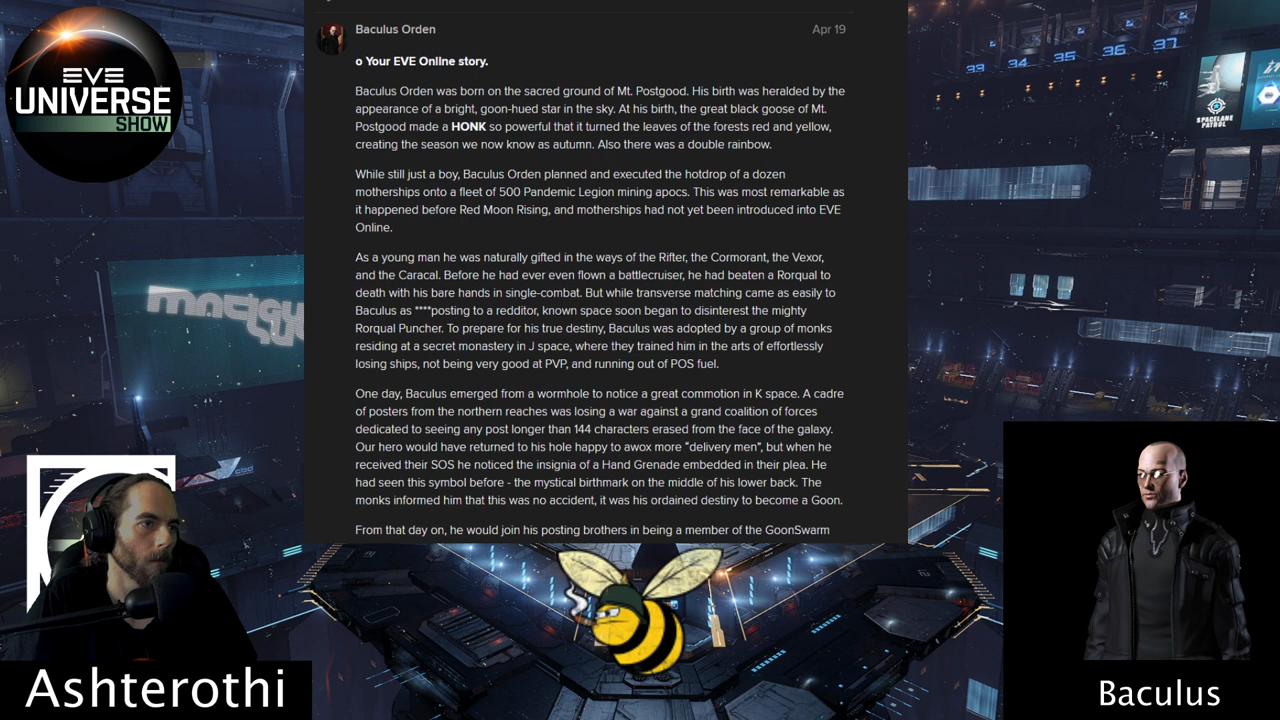 EVE
UNIVERSE
SHOW
Baculus Orden
Apr 19
o Your EVE Online story.
Baculus Orden was born on the sacred ground of Mt. Postgood. His birth was heralded by the
appearance of a bright, goon-hued star in the sky. At his birth, the great black goose of Mt.
Postgood made a HONK so powerful that it turned the leaves of the forests red and yellow,
creating the season we now know as autumn. Also there was a double rainbow.
While still just a boy, Baculus Orden planned and executed the hotdrop of a dozen
motherships onto a fleet of 500 Pandemic Legion mining apocs. This was most remarkable as
it happened before Red Moon Rising, and motherships had not yet been introduced into EVE
Online.
As a young man he was naturally gifted in the ways of the Rifter, the Cormorant, the Vexor,
and the Caracal. Before he had ever even flown a battlecruiser, he had beaten a Rorqual to
death with his bare hands in single-combat. But while transverse matching came as easily to
Baculus as ****posting to a redditor, known space soon began to disinterest the mighty
Rorqual Puncher. To prepare for his true destiny, Baculus was adopted by a group of monks
residing at a secret monastery in J space, where they trained him in the arts of effortlessly
losing ships, not being very good at PVP, and running out of POS fuel.
One day, Baculus emerged from a wormhole to notice a great commotion in K space. A cadre
of posters from the northern reaches was losing a war against a grand coalition of forces
dedicated to seeing any post longer than 144 characters erased from the face of the galaxy.
Our hero would have returned to his hole happy to awox more “delivery men”, but when he
received their SOS he noticed the insignia of a Hand Grenade embedded in their plea. He
had seen this symbol before - the mystical birthmark on the middle of his lower back. The
monks informed him that this was no accident, it was his ordained destiny to become a Goon.
From that day on, he would join his posting brothers in being a member of the GoonSwarm
33 34 35 36 37
SPACELANE
PATROL
Ashterothi
Baculus